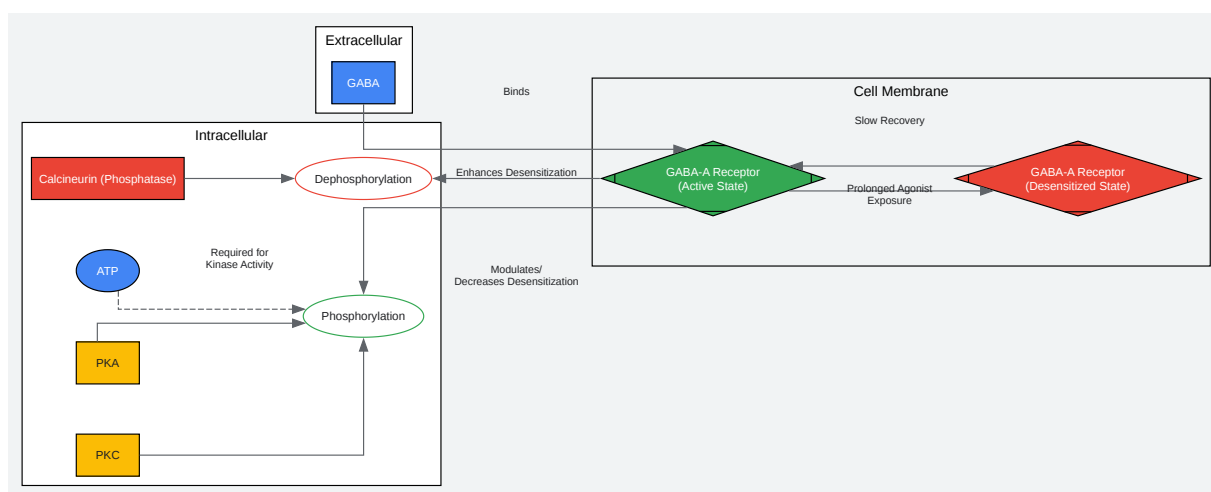 Extracellular
GABA
Binds
Cell Membrane
Slow Recovery
Intracellular
Calcineurin (Phosphatase)
Dephosphorylation
Enhances Desensitization
GABA-A Receptor
(Active State)
Prolonged Agonist
Exposure
GABA-A Receptor
(Desensitized State)
ATP
Required for
Kinase Activity
Modulates/
Decreases Desensitization
Phosphorylation
PKA
PKC